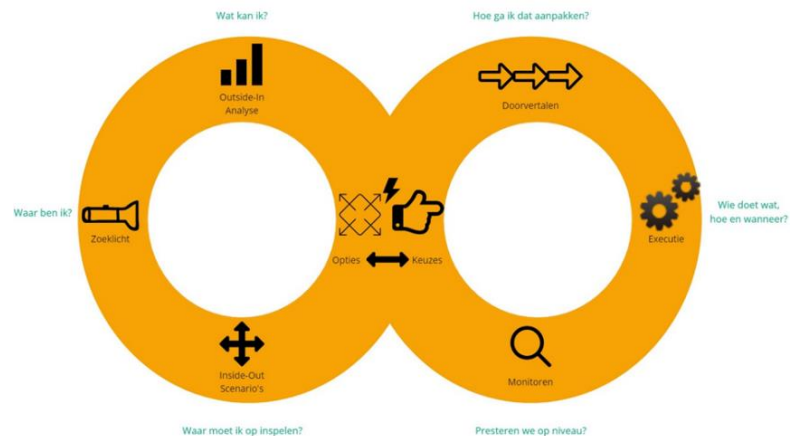 Wat kan ik?
Hoe ga ik dat aanpakken?
Outside-In
Analyse
Doorvertalen
Waar ben ik?
Zoeklicht
Opties
Keuzes
Executie
Wie doet wat,
hoe en wanneer?
Inside-Out
Scenario's
Monitoren
Waar moet ik op inspelen?
Presteren we op niveau?